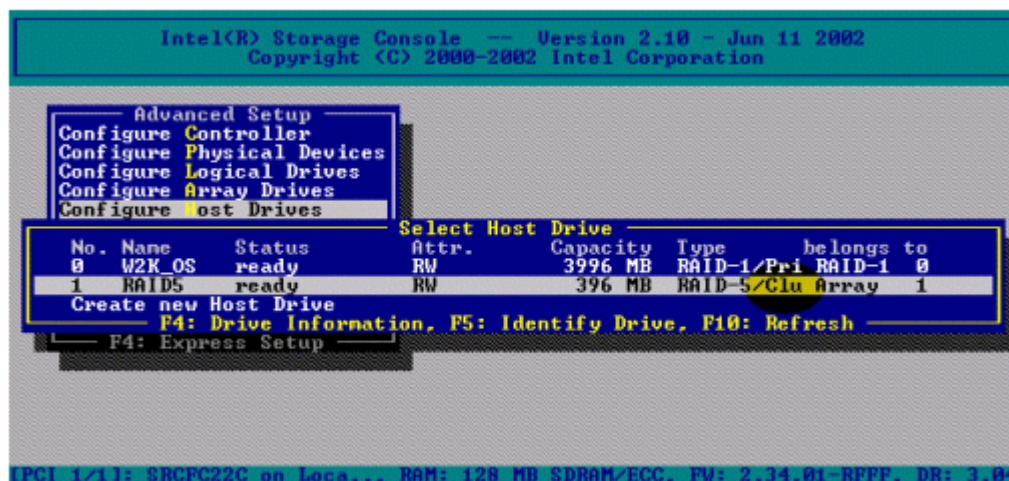 Intel(R) Storage Console -- Version 2.10 - Jun 11 2002
Copyright (C) 2000-2002 Intel Corporation
Advanced Setup
Configure Controller
Configure Physical Devices
Configure Logical Drives
Configure Array Drives
Configure Host Drives
Select Host Drive
No. Name Status Attr. Capacity Type belongs to
0 W2K_OS ready RW 3996 MB RAID-1/Pri RAID-1 0
1 RAID5 ready RW 396 MB RAID-5/Clu Array 1
Create new Host Drive
F4: Drive Information, F5: Identify Drive, F10: Refresh
F4: Express Setup
[PCI 1/1]: SRCFC22C on Loca... RAM: 128 MB SDRAM/ECC, FW: 2.34.01-RFFF, DR: 3.04